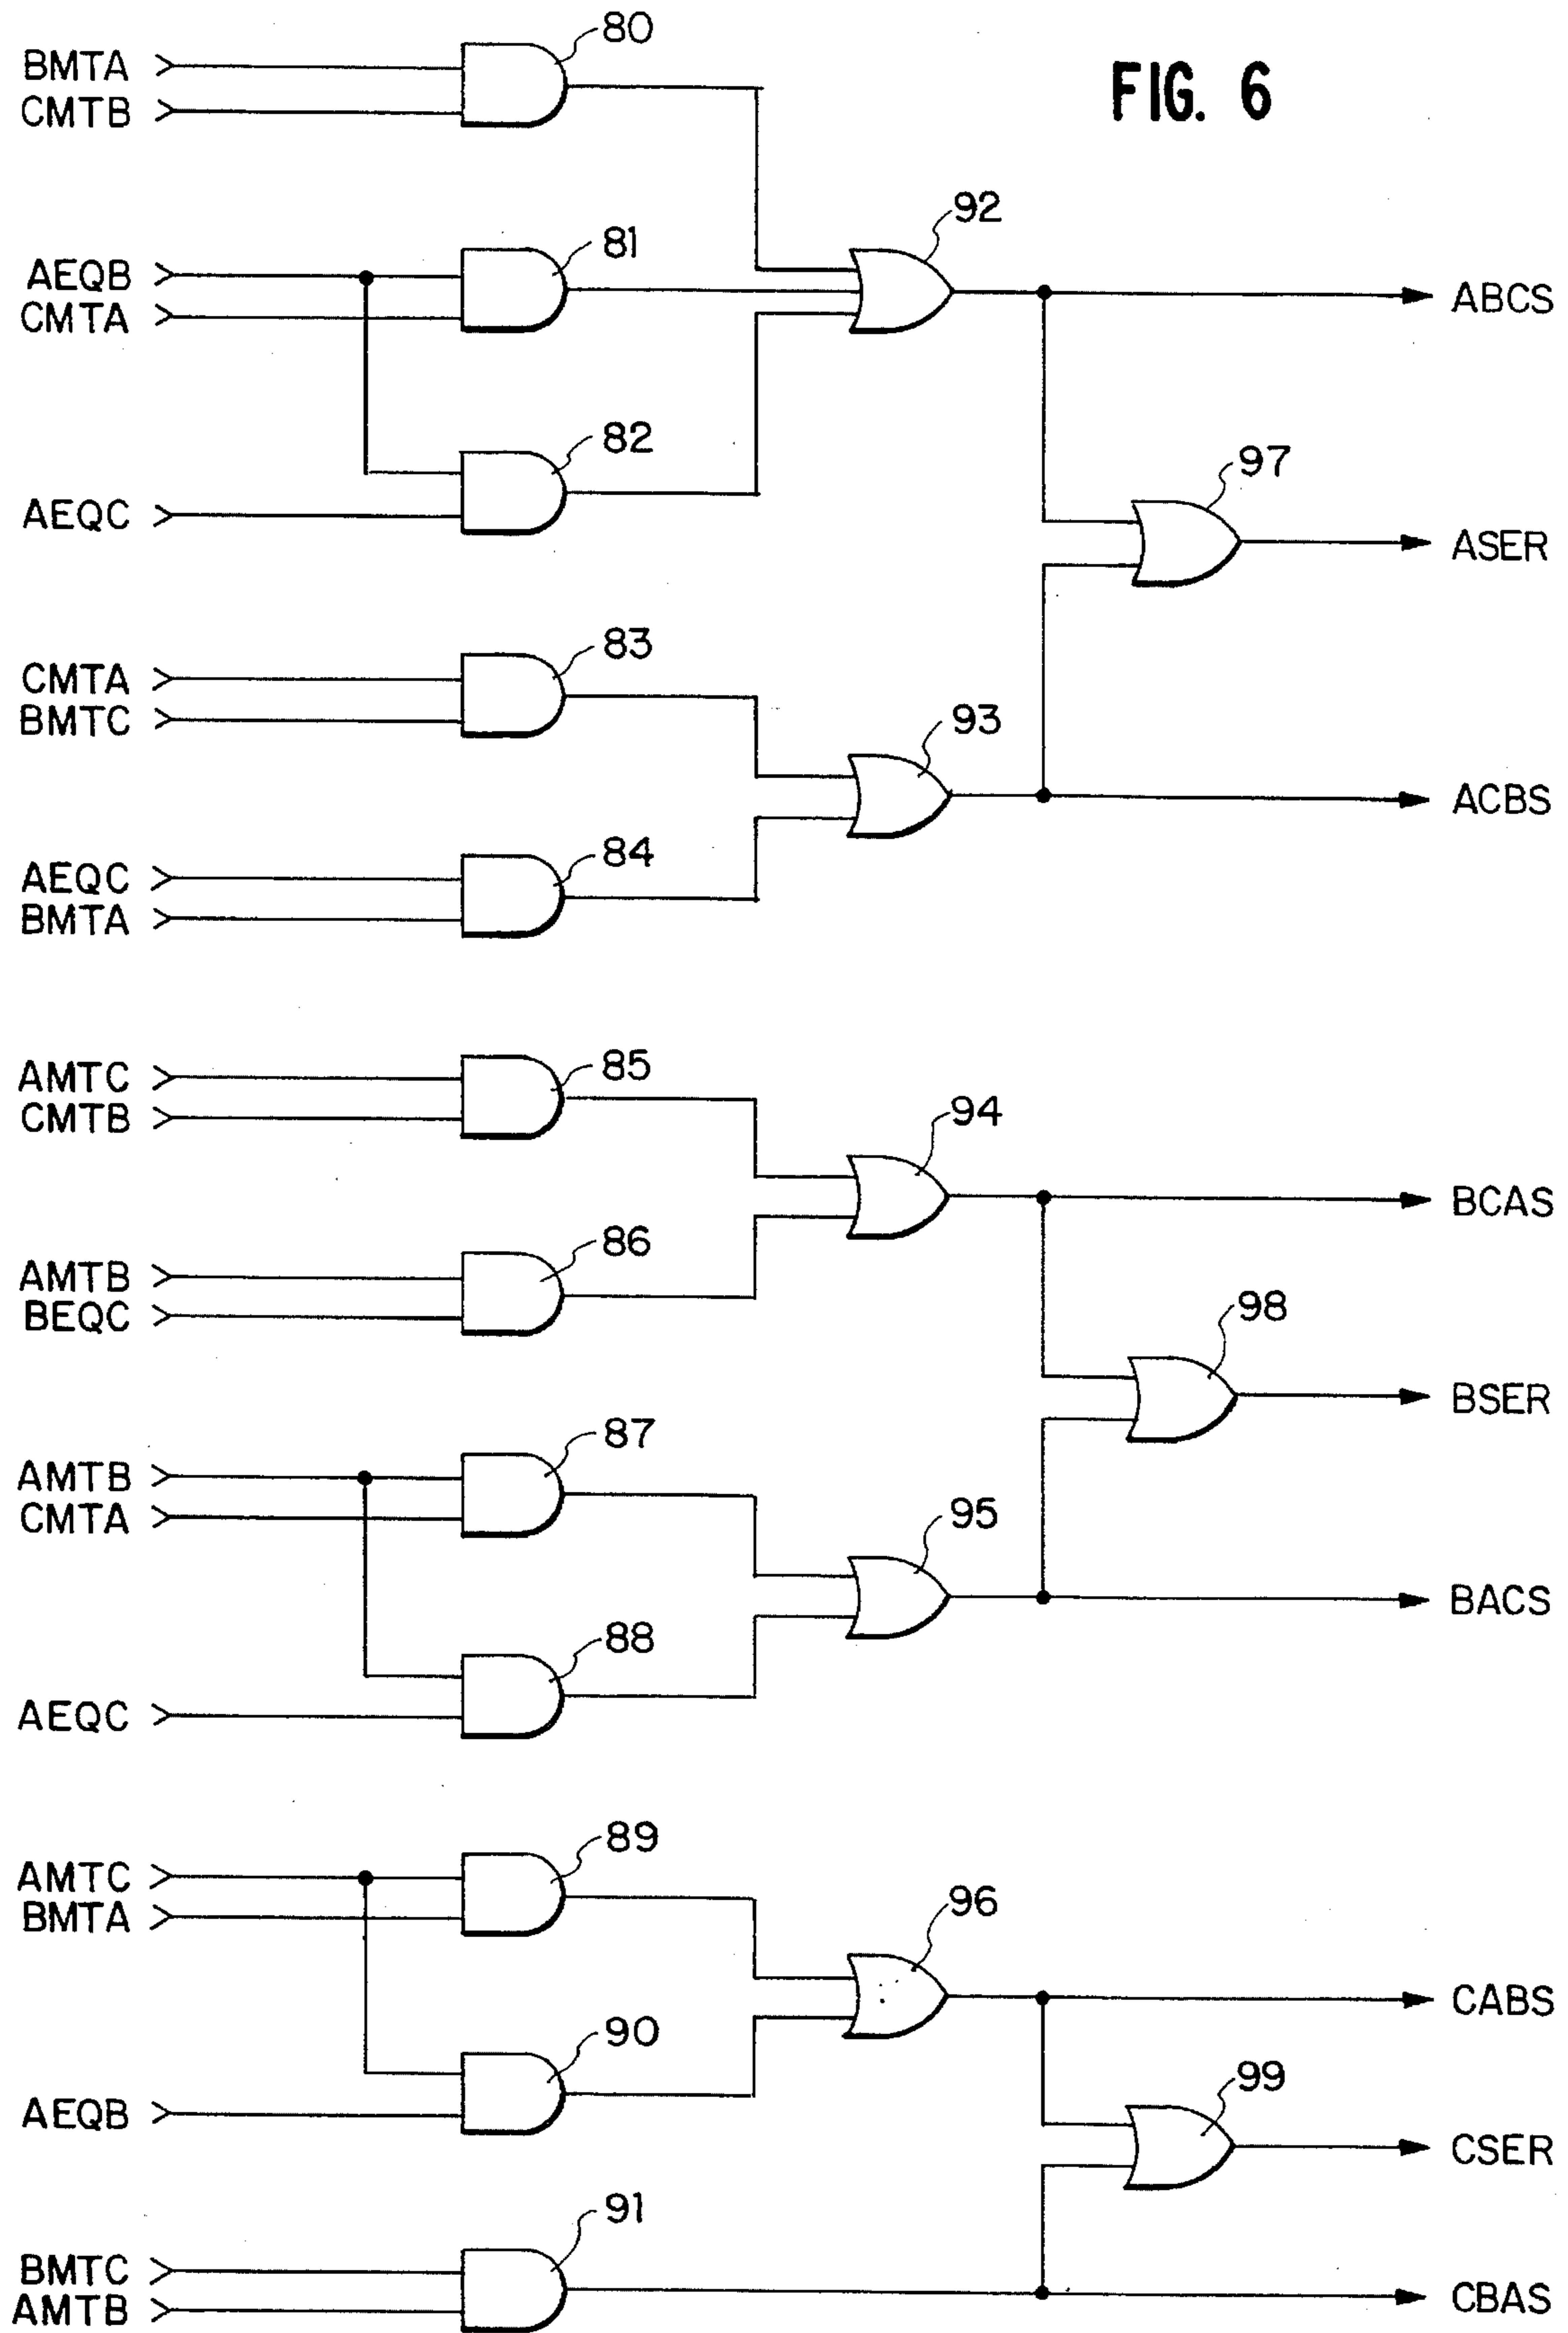 FIG. 6
BMTA
CMTB
80
AEQB
CMTA
81
82
AEQC
92
ABCS
97
ASER
CMTA
BMTC
83
93
ACBS
AEQC
BMTA
84
AMTC
CMTB
85
94
BCAS
AMTB
BEQC
86
98
BSER
AMTB
CMTA
87
95
BACS
88
AEQC
AMTC
BMTA
89
96
CABS
90
AEQB
99
CSER
BMTC
AMTB
91
CBAS